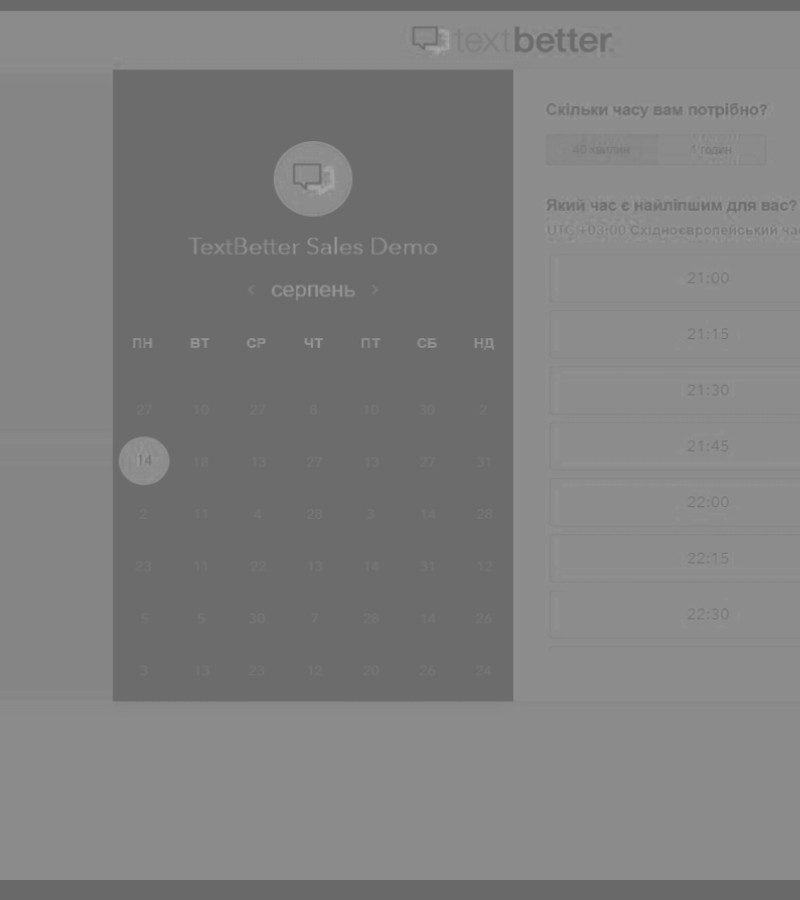 textbetter
TextBetter Sales Demo
‹ серпень ›
ПН ВТ СР ЧТ ПТ СБ НД
27 10 27 8 10 30 2
14 18 13 27 13 27 31
2 11 4 28 3 14 28
23 11 22 13 14 31 12
5 5 30 7 28 14 26
3 13 23 12 20 26 24
Скільки часу вам потрібно?
1 годин
Який час є найліпшим для вас?
UTC +03:00 Східноєвропейський
21:00
21:15
21:30
21:45
22:00
22:15
22:30